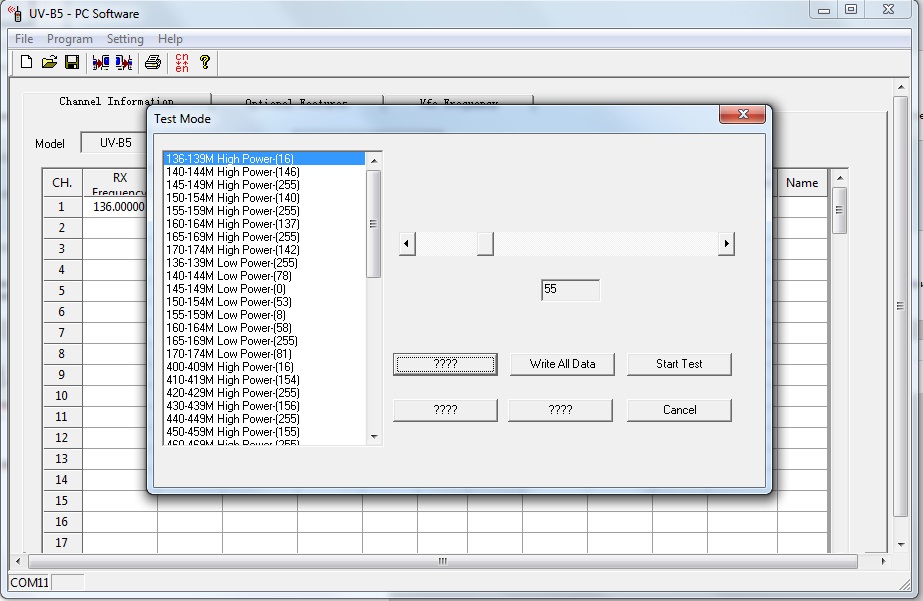 UV-B5 - PC Software
File Program Setting Help
cn
en
?
Channel Information
Model UV-B5
Test Mode
CH. RX Frequency Name
136-139M High Power-(16)
140-144M High Power-(146)
145-149M High Power-(255)
150-154M High Power-(140)
155-159M High Power-(255)
160-164M High Power-(137)
165-169M High Power-(255)
170-174M High Power-(142)
136-139M Low Power-(255)
140-144M Low Power-(78)
145-149M Low Power-(0)
150-154M Low Power-(53)
155-159M Low Power-(8)
160-164M Low Power-(58)
165-169M Low Power-(255)
170-174M Low Power-(81)
400-409M High Power-(16)
410-419M High Power-(154)
420-429M High Power-(255)
430-439M High Power-(156)
440-449M High Power-(255)
450-459M High Power-(155)
460-469M High Power-(255)
55
???? Write All Data Start Test
???? ???? Cancel
1 136.00000
2
3
4
5
6
7
8
9
10
11
12
13
14
15
16
17
COM11